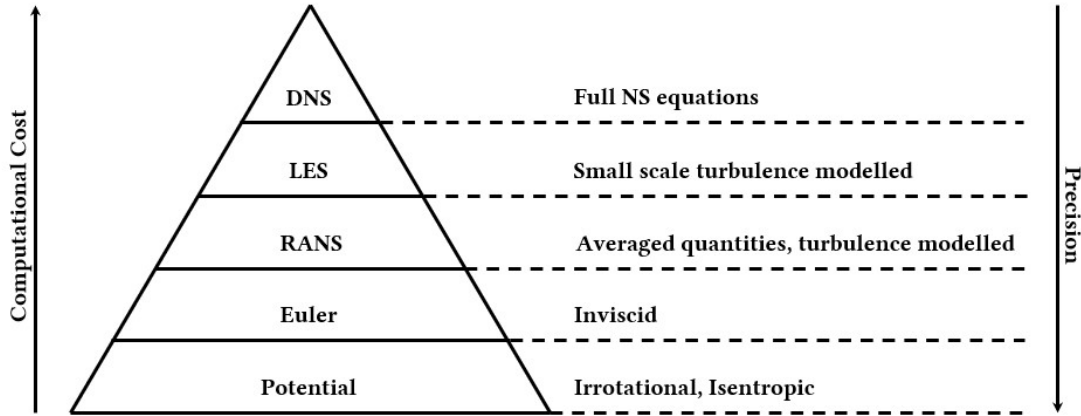 Computational Cost
DNS
Full NS equations
LES
Small scale turbulence modelled
RANS
Averaged quantities, turbulence modelled
Euler
Inviscid
Potential
Irrotational, Isentropic
Precision